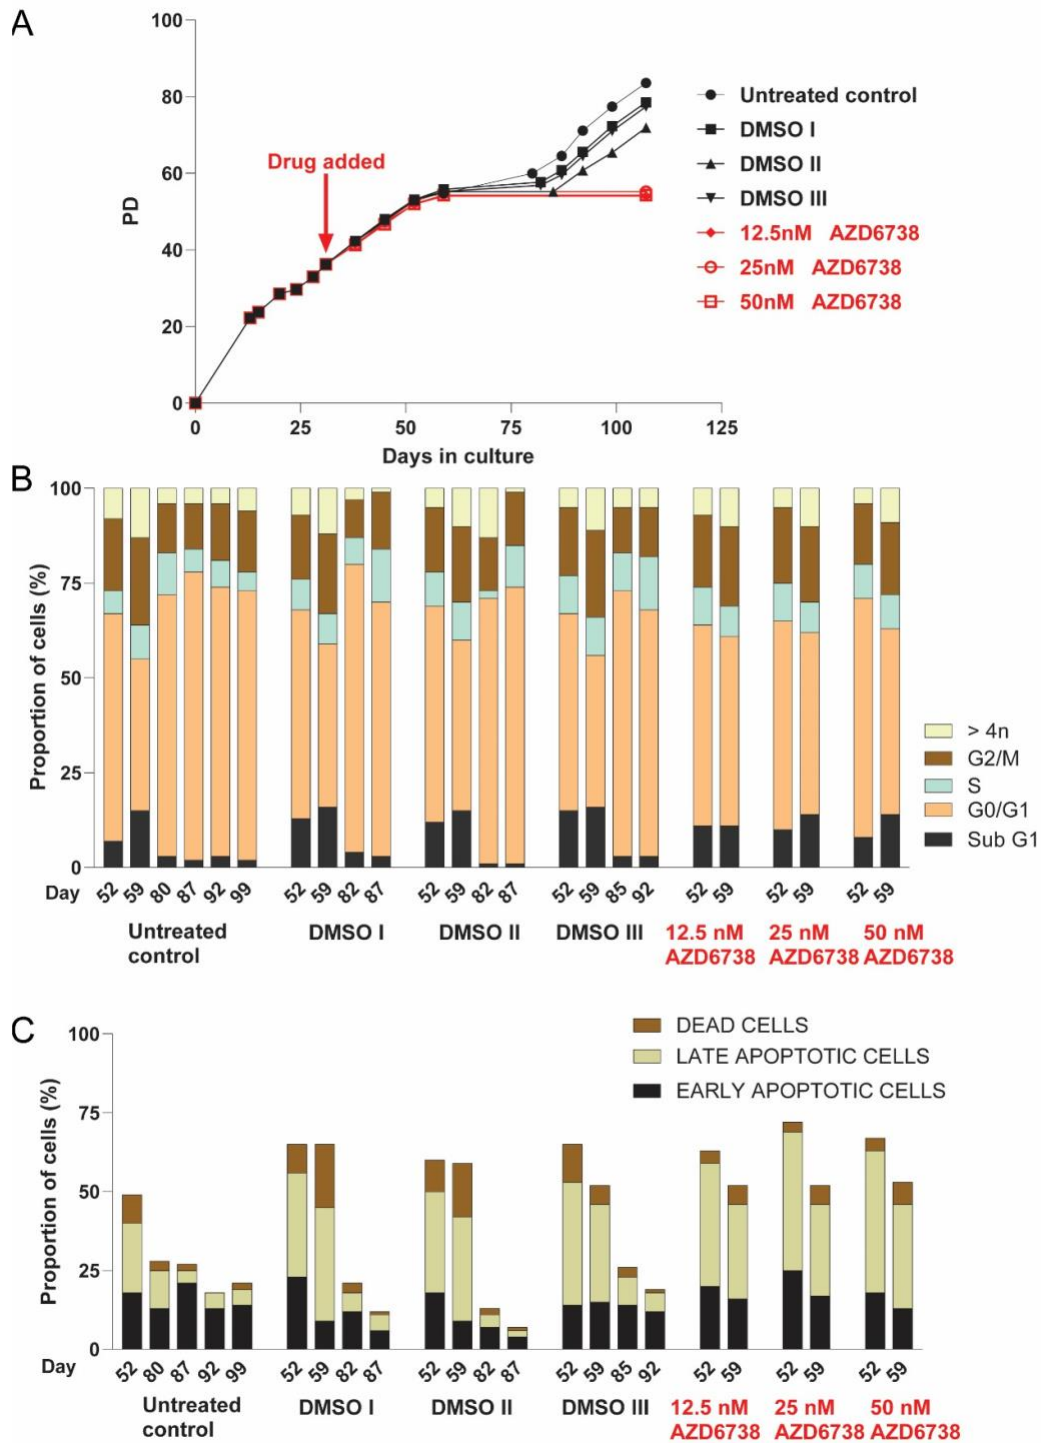 A
100
80
60
40
20
0
PD
Drug added
0 25 50 75 100 125
Days in culture
Untreated control
DMSO I
DMSO II
DMSO III
12.5nM AZD6738
25nM AZD6738
50nM AZD6738
B
100
75
50
25
0
Proportion of cells (%)
> 4n
G2/M
S
G0/G1
Sub G1
Day 52 59 80 87 92 99 52 59 82 87 52 59 82 87 52 59 85 92 52 59 52 59 52 59
Untreated control
DMSO I
DMSO II
DMSO III
12.5 nM AZD6738
25 nM AZD6738
50 nM AZD6738
C
100
75
50
25
0
Proportion of cells (%)
DEAD CELLS
LATE APOPTOTIC CELLS
EARLY APOPTOTIC CELLS
Day 52 80 87 92 99 52 59 82 87 52 59 82 87 52 59 85 92 52 59 52 59 52 59
Untreated control
DMSO I
DMSO II
DMSO III
12.5 nM AZD6738
25 nM AZD6738
50 nM AZD6738